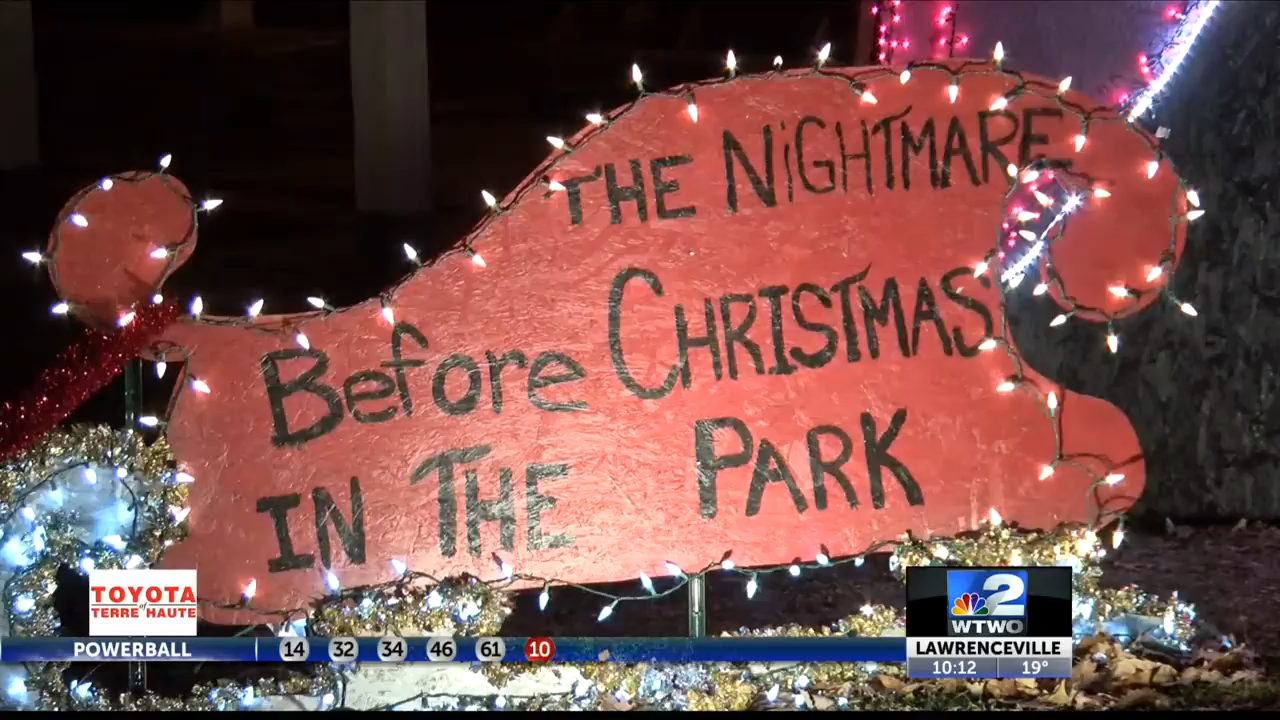 THE NiGHTMARE
Before CHRISTMAS
IN THE PARK
TOYOTA
of
TERRE HAUTE
POWERBALL 14 32 34 46 61 10
2
WTWO
LAWRENCEVILLE
10:12 19°